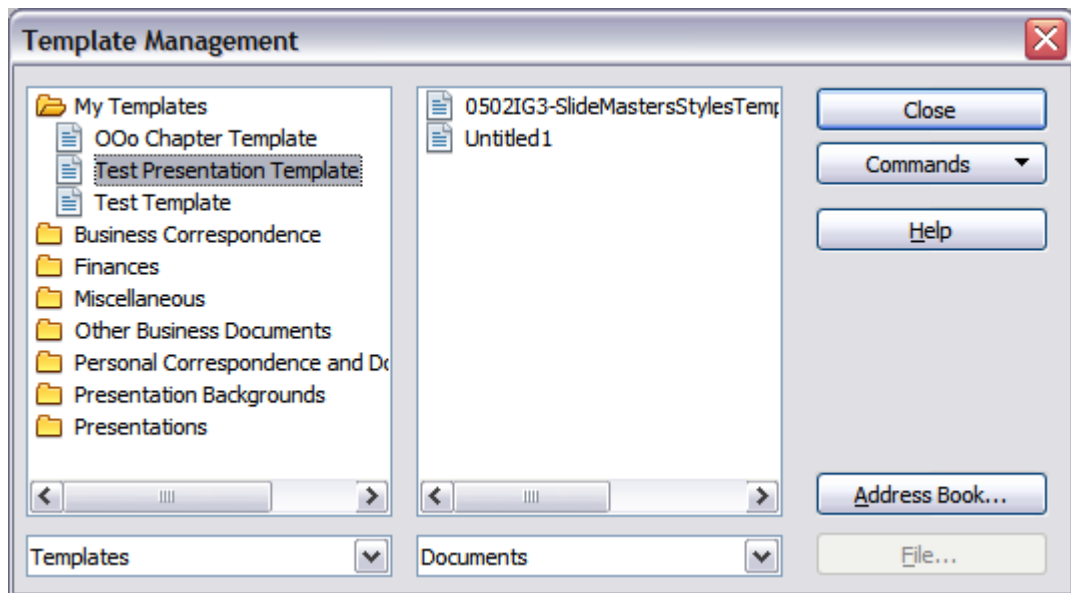 Template Management
My Templates
OOo Chapter Template
Test Presentation Template
Test Template
Business Correspondence
Finances
Miscellaneous
Other Business Documents
Personal Correspondence and Do
Presentation Backgrounds
Presentations
Templates
0502IG3-SlideMastersStylesTemp
Untitled1
Documents
Close
Commands
Help
Address Book...
File...